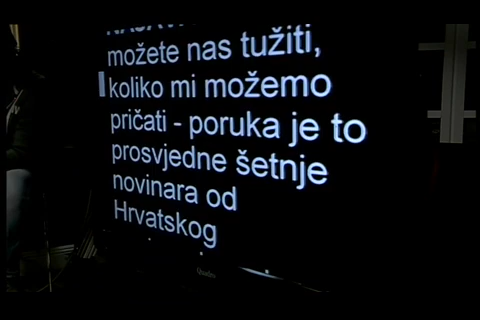 možete nas tužiti,
koliko mi možemo
pričati - poruka je to
prosvjedne šetnje
novinara od
Hrvatskog